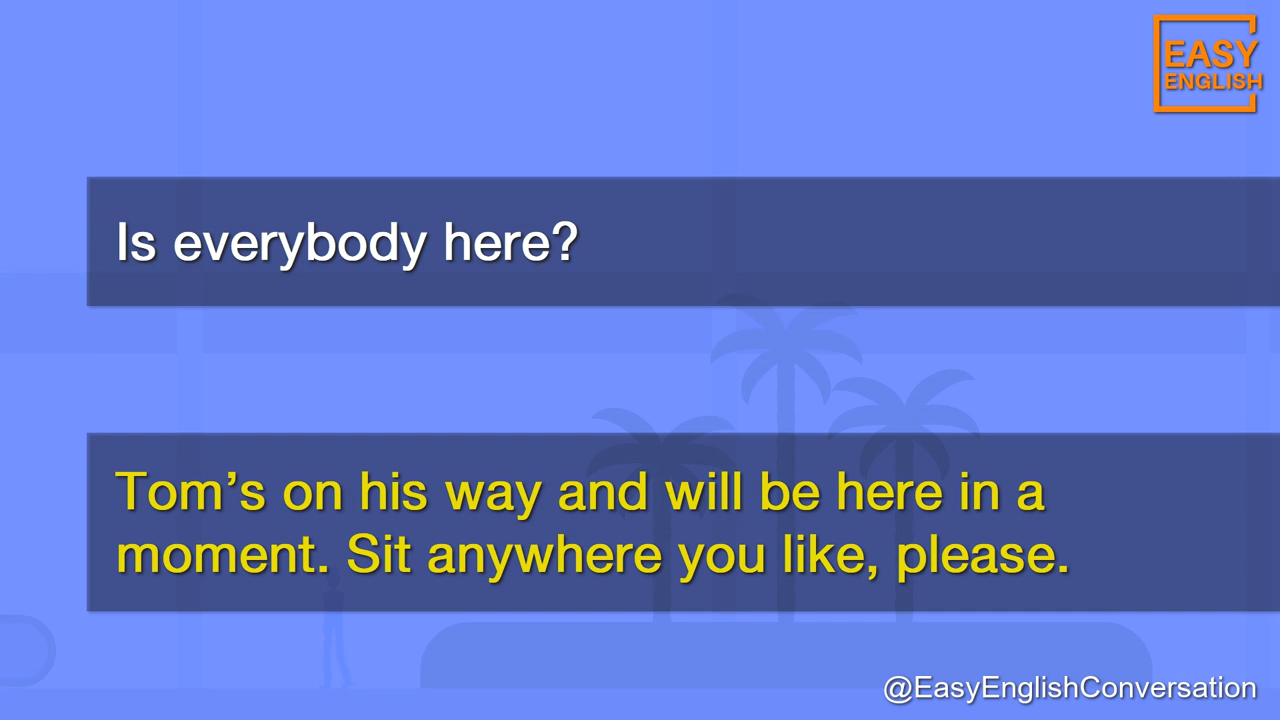 EASY
ENGLISH
Is everybody here?
Tom’s on his way and will be here in a
moment. Sit anywhere you like, please.
@EasyEnglishConversation